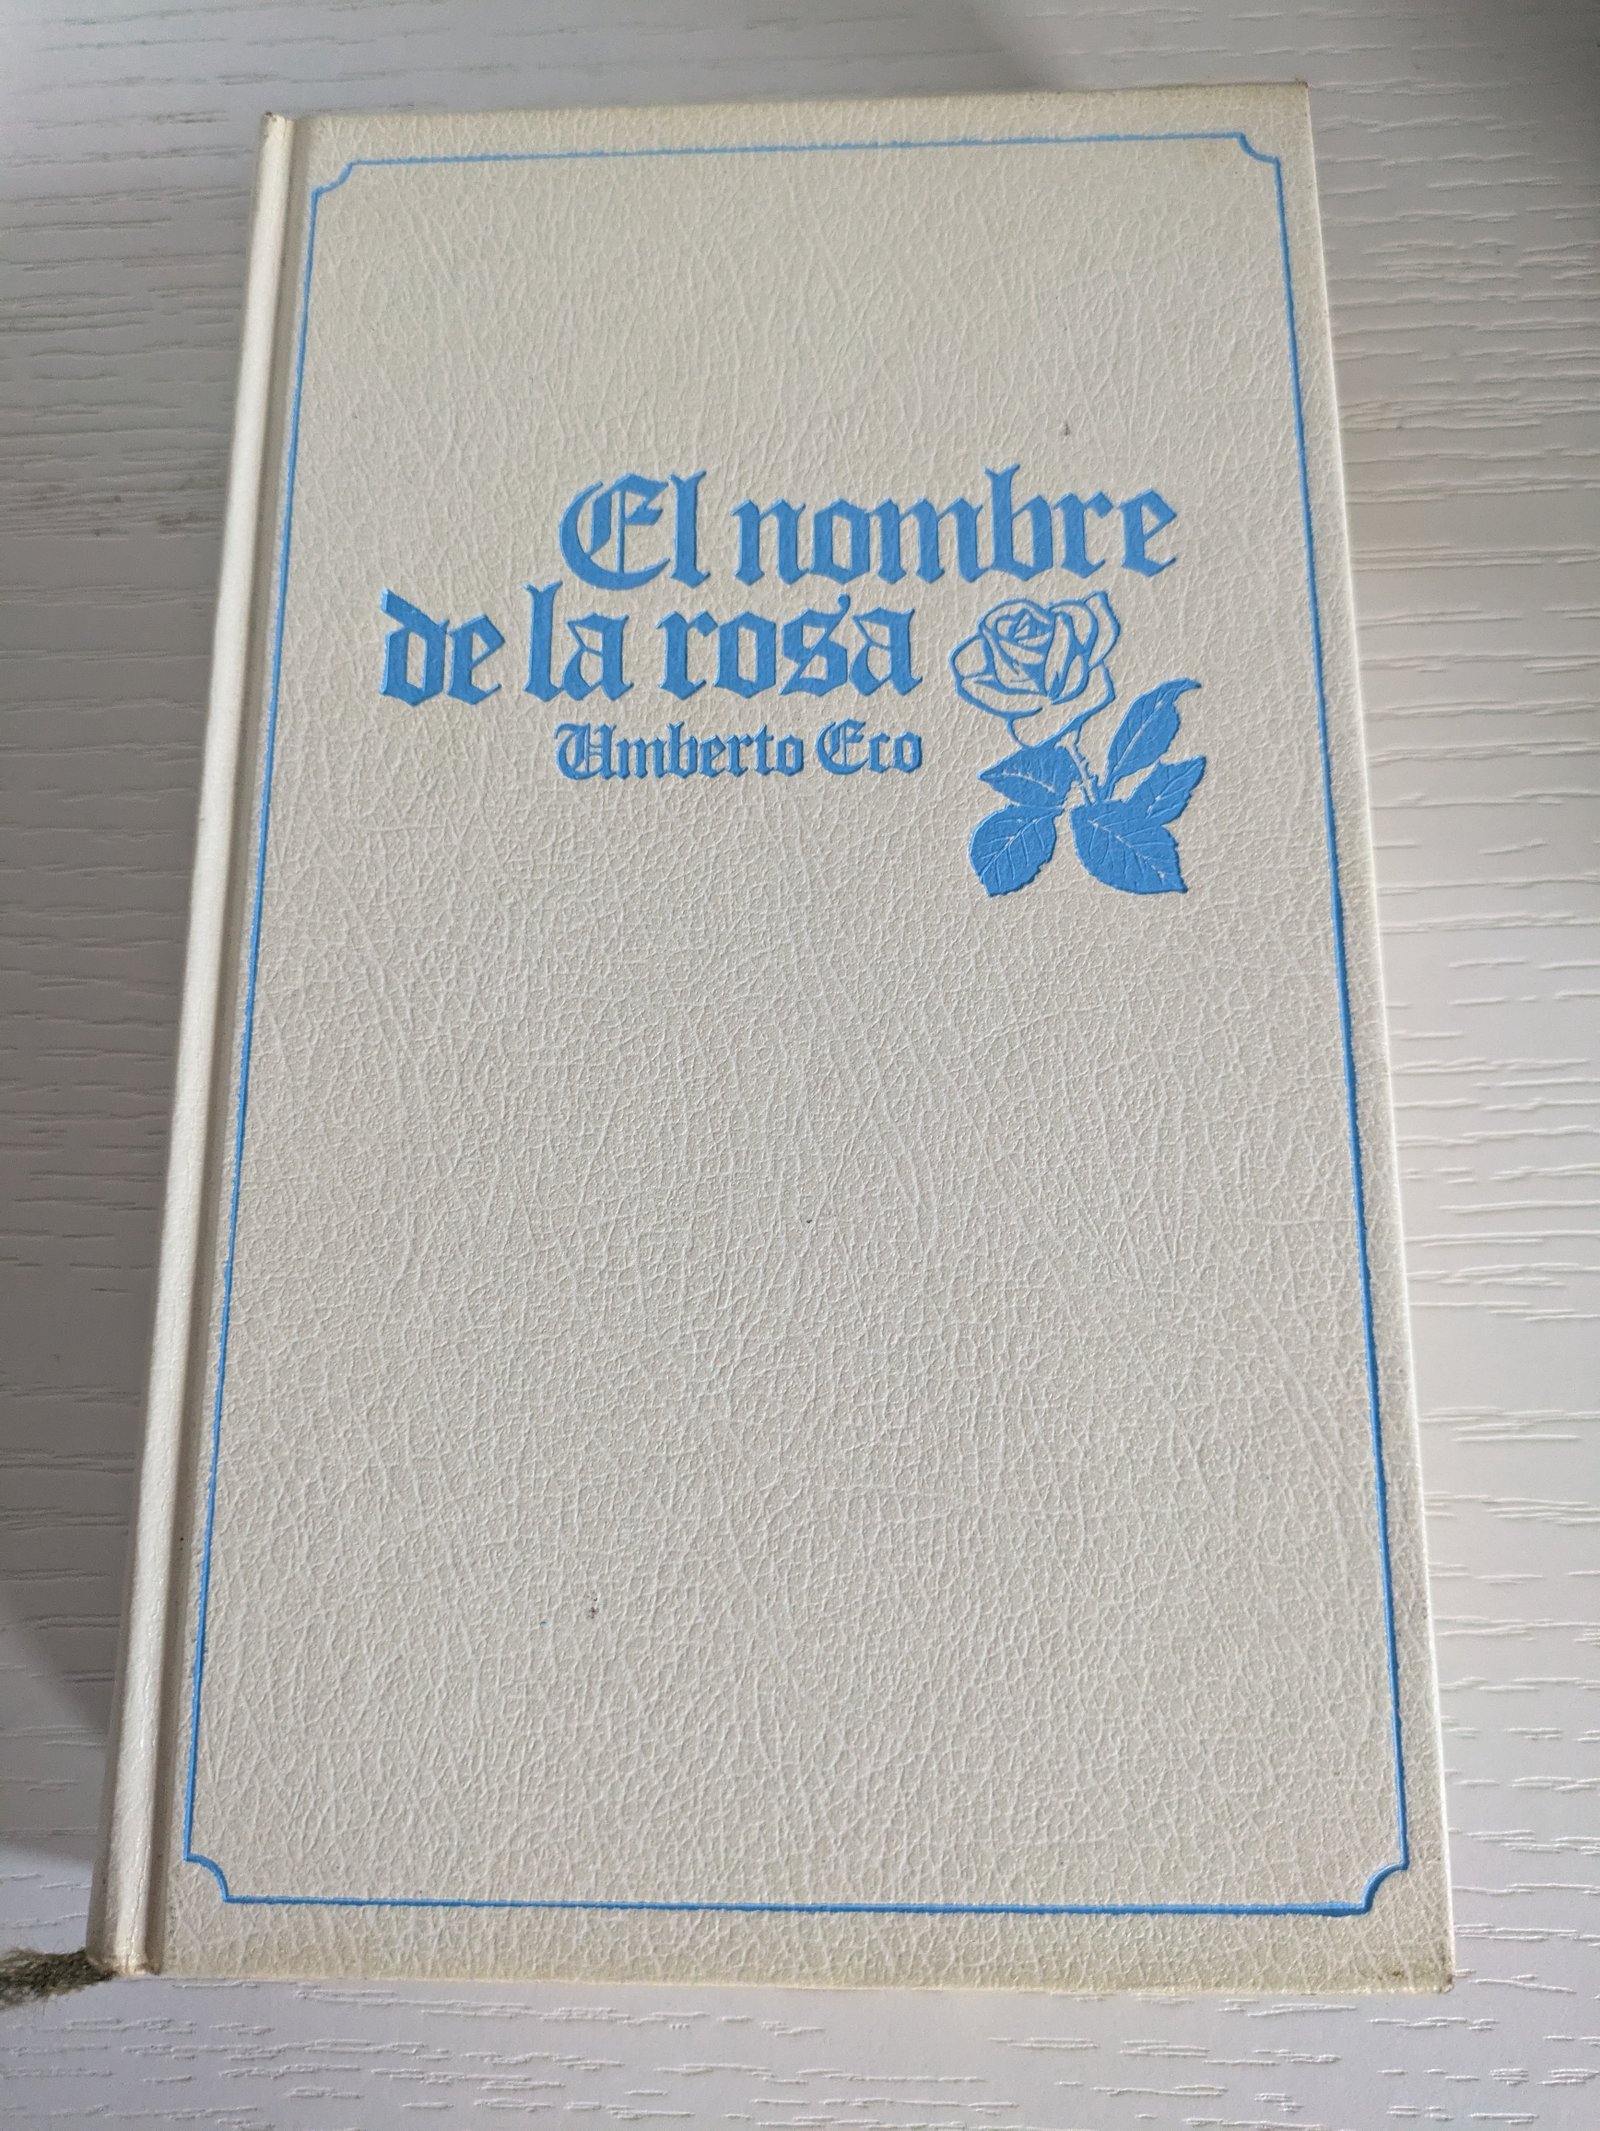 El nombre
de la rosa
Umberto Eco